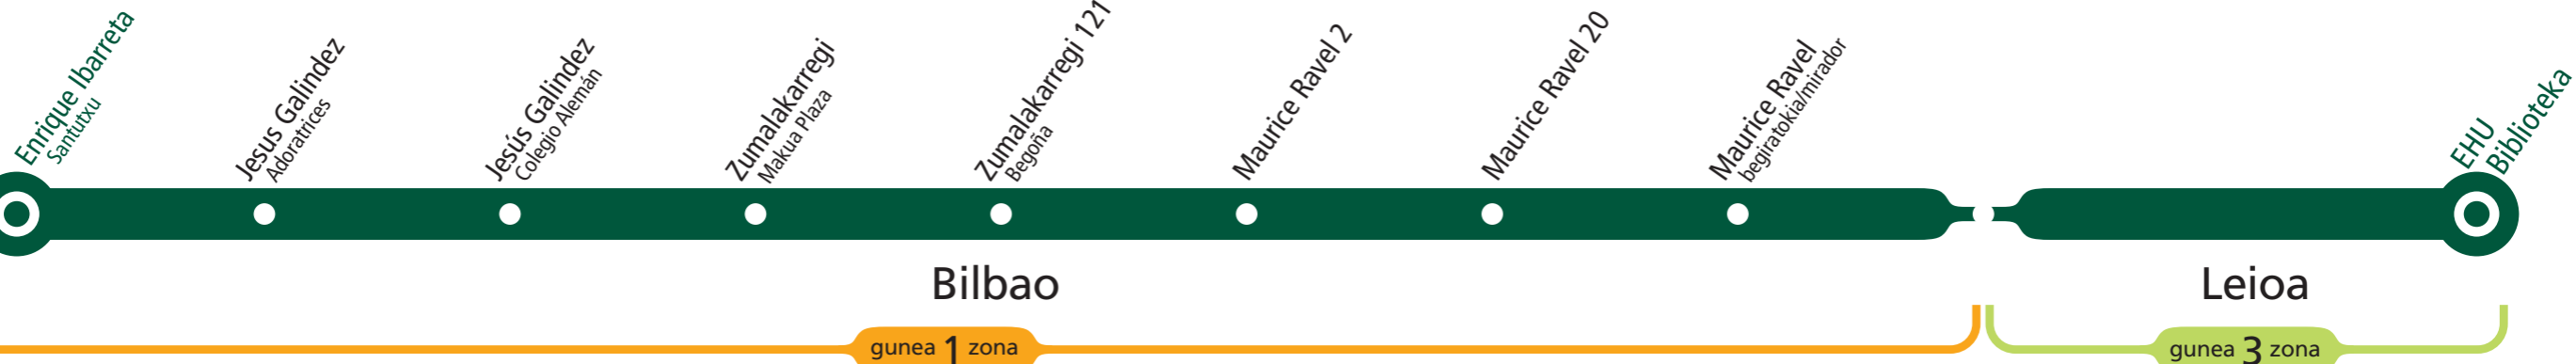 Enrique Ibarreta
Santutxu
Jesus Galindez
Adoratrices
Jesús Galindez
Colegio Alemán
Zumalakarregi
Makua Plaza
Zumalakarregi 121
Begoña
Maurice Ravel 2
Maurice Ravel 20
Maurice Ravel
begiratokia/mirador
EHU
Biblioteka
Bilbao
Leioa
gunea 1 zona
gunea 3 zona